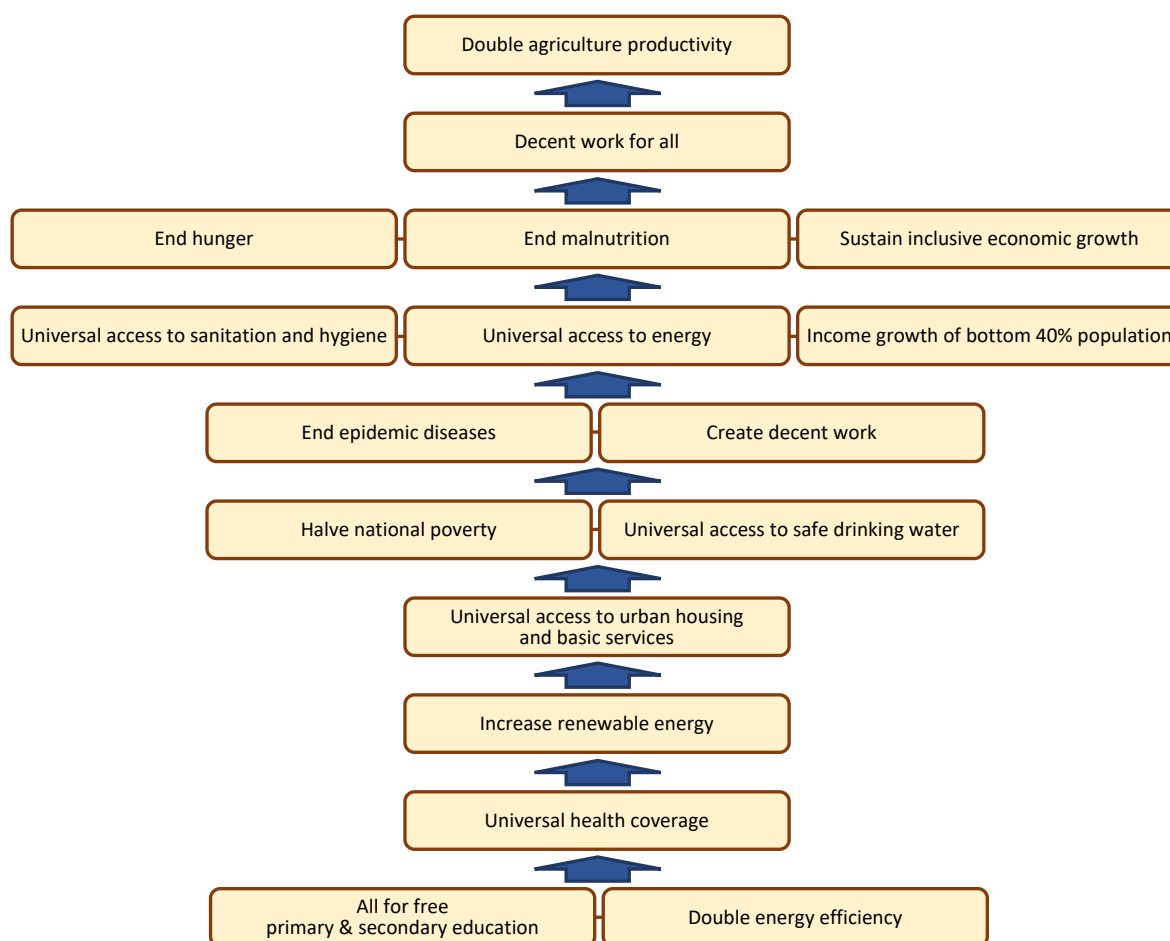 Double agriculture productivity
Decent work for all
End hunger
End malnutrition
Sustain inclusive economic growth
Universal access to sanitation and hygiene
Universal access to energy
Income growth of bottom 40% population
End epidemic diseases
Create decent work
Halve national poverty
Universal access to safe drinking water
Universal access to urban housing
and basic services
Increase renewable energy
Universal health coverage
All for free
primary & secondary education
Double energy efficiency